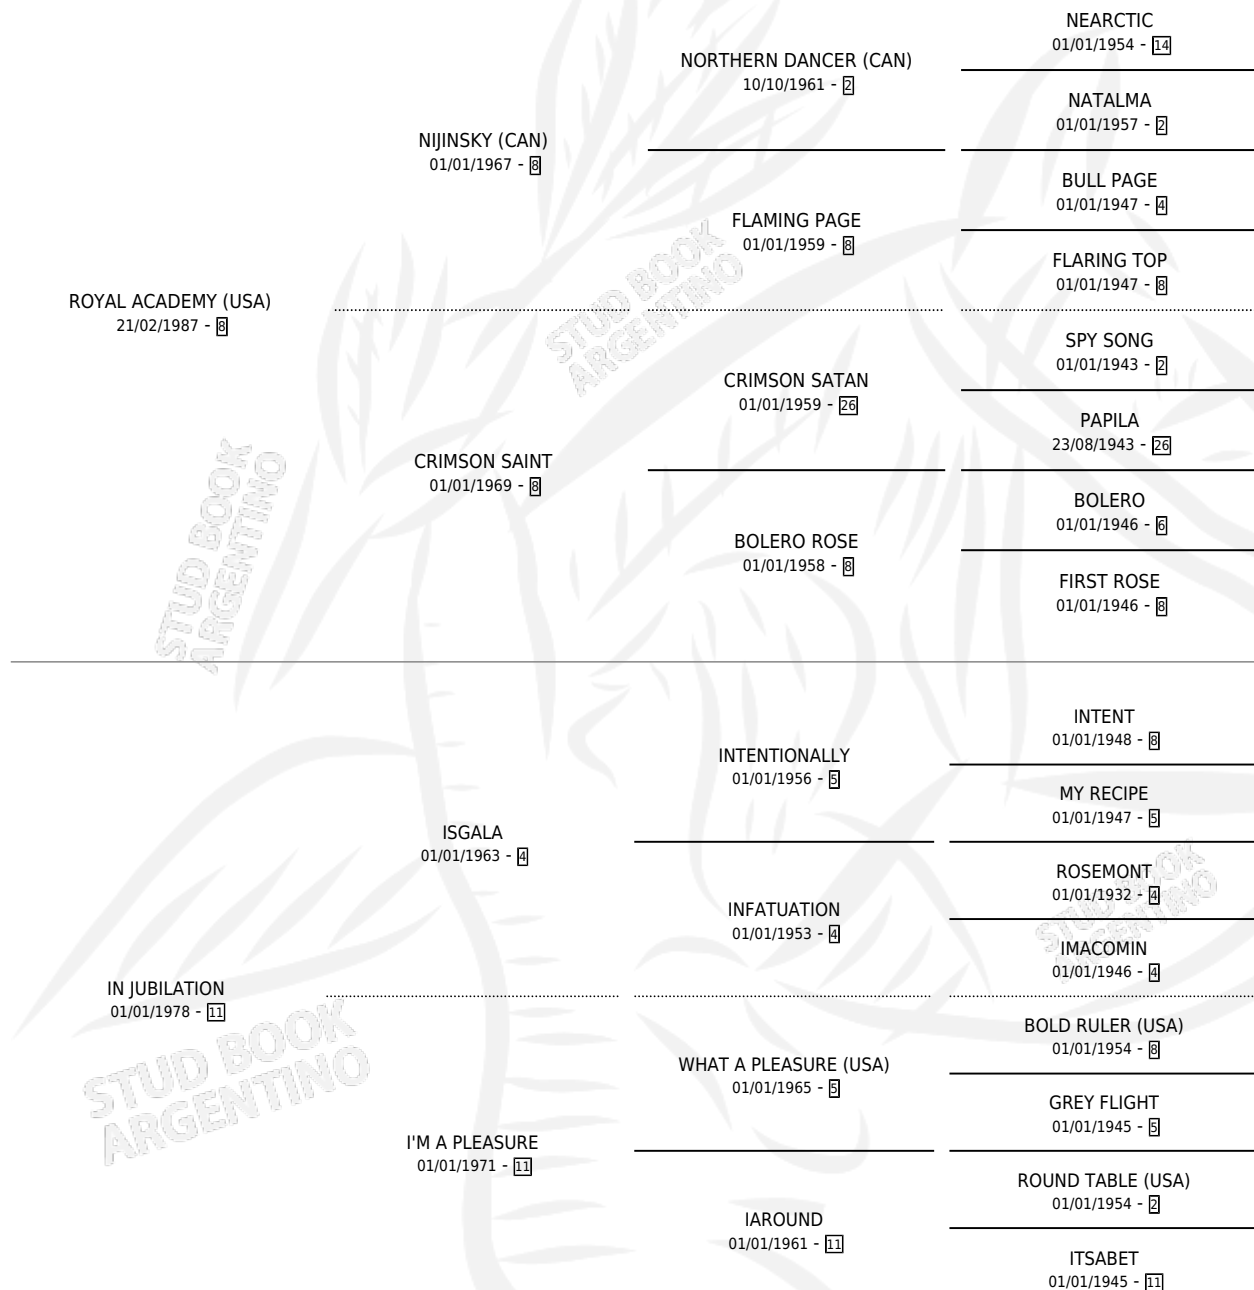 NEARCTIC
01/01/1954 - 14
NORTHERN DANCER (CAN)
10/10/1961 - 2
NATALMA
01/01/1957 - 2
NIJINSKY (CAN)
01/01/1967 - 8
BULL PAGE
01/01/1947 - 4
FLAMING PAGE
01/01/1959 - 8
FLARING TOP
01/01/1947 - 8
ROYAL ACADEMY (USA)
21/02/1987 - 8
SPY SONG
01/01/1943 - 2
CRIMSON SATAN
01/01/1959 - 26
PAPILA
23/08/1943 - 26
CRIMSON SAINT
01/01/1969 - 8
BOLERO
01/01/1946 - 6
BOLERO ROSE
01/01/1958 - 8
FIRST ROSE
01/01/1946 - 8
INTENT
01/01/1948 - 8
INTENTIONALLY
01/01/1956 - 5
MY RECIPE
01/01/1947 - 5
ISGALA
01/01/1963 - 4
ROSEMONT
01/01/1932 - 4
INFATUATION
01/01/1953 - 4
IMACOMIN
01/01/1946 - 4
IN JUBILATION
01/01/1978 - 11
BOLD RULER (USA)
01/01/1954 - 8
WHAT A PLEASURE (USA)
01/01/1965 - 5
GREY FLIGHT
01/01/1945 - 5
I'M A PLEASURE
01/01/1971 - 11
ROUND TABLE (USA)
01/01/1954 - 2
IAROUND
01/01/1961 - 11
ITSABET
01/01/1945 - 11
STUD BOOK
ARGENTINO
STUD BOOK
ARGENTINO
STUD BOOK
ARGENTINO
STUD BOOK
ARGENTINO